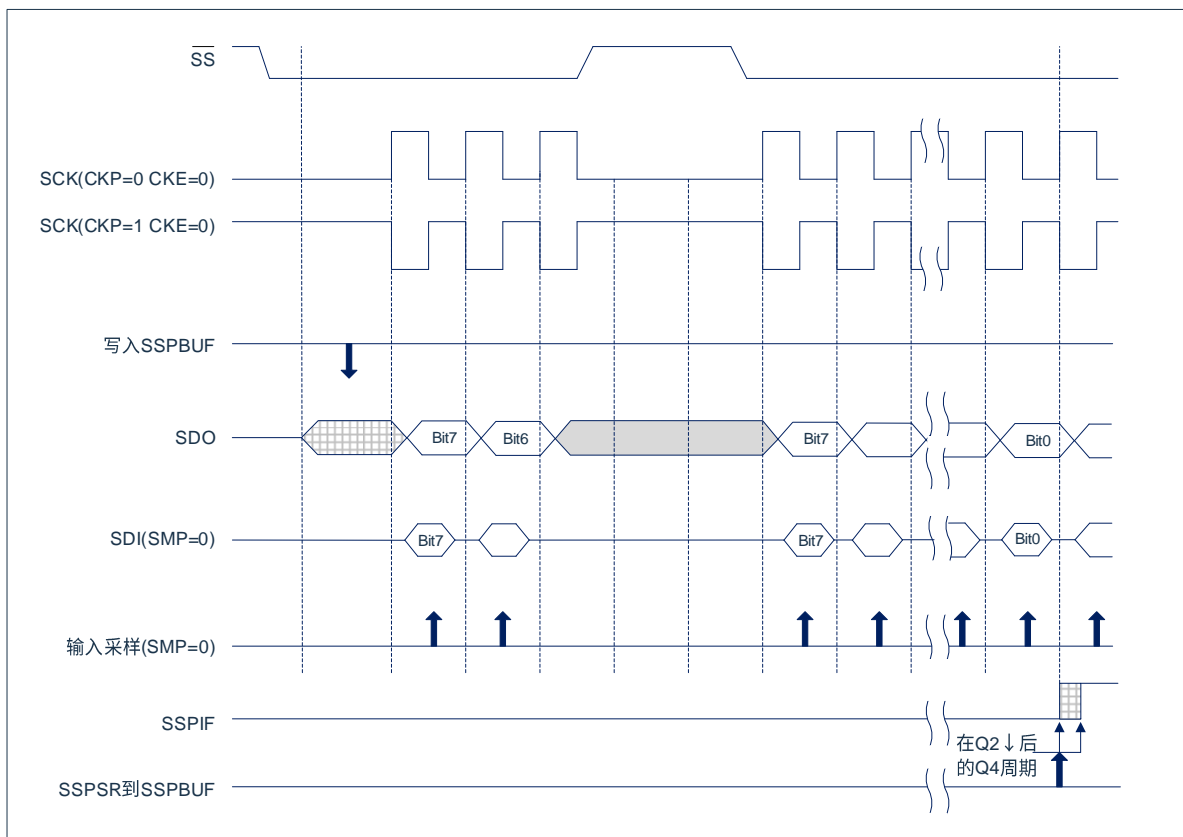 SS
SCK(CKP=0 CKE=0)
SCK(CKP=1 CKE=0)
写入SSPBUF
SDO
Bit7
Bit6
Bit7
Bit0
SDI(SMP=0)
Bit7
Bit7
Bit0
输入采样(SMP=0)
SSPIF
在Q2↓后
的Q4周期
SSPSR到SSPBUF